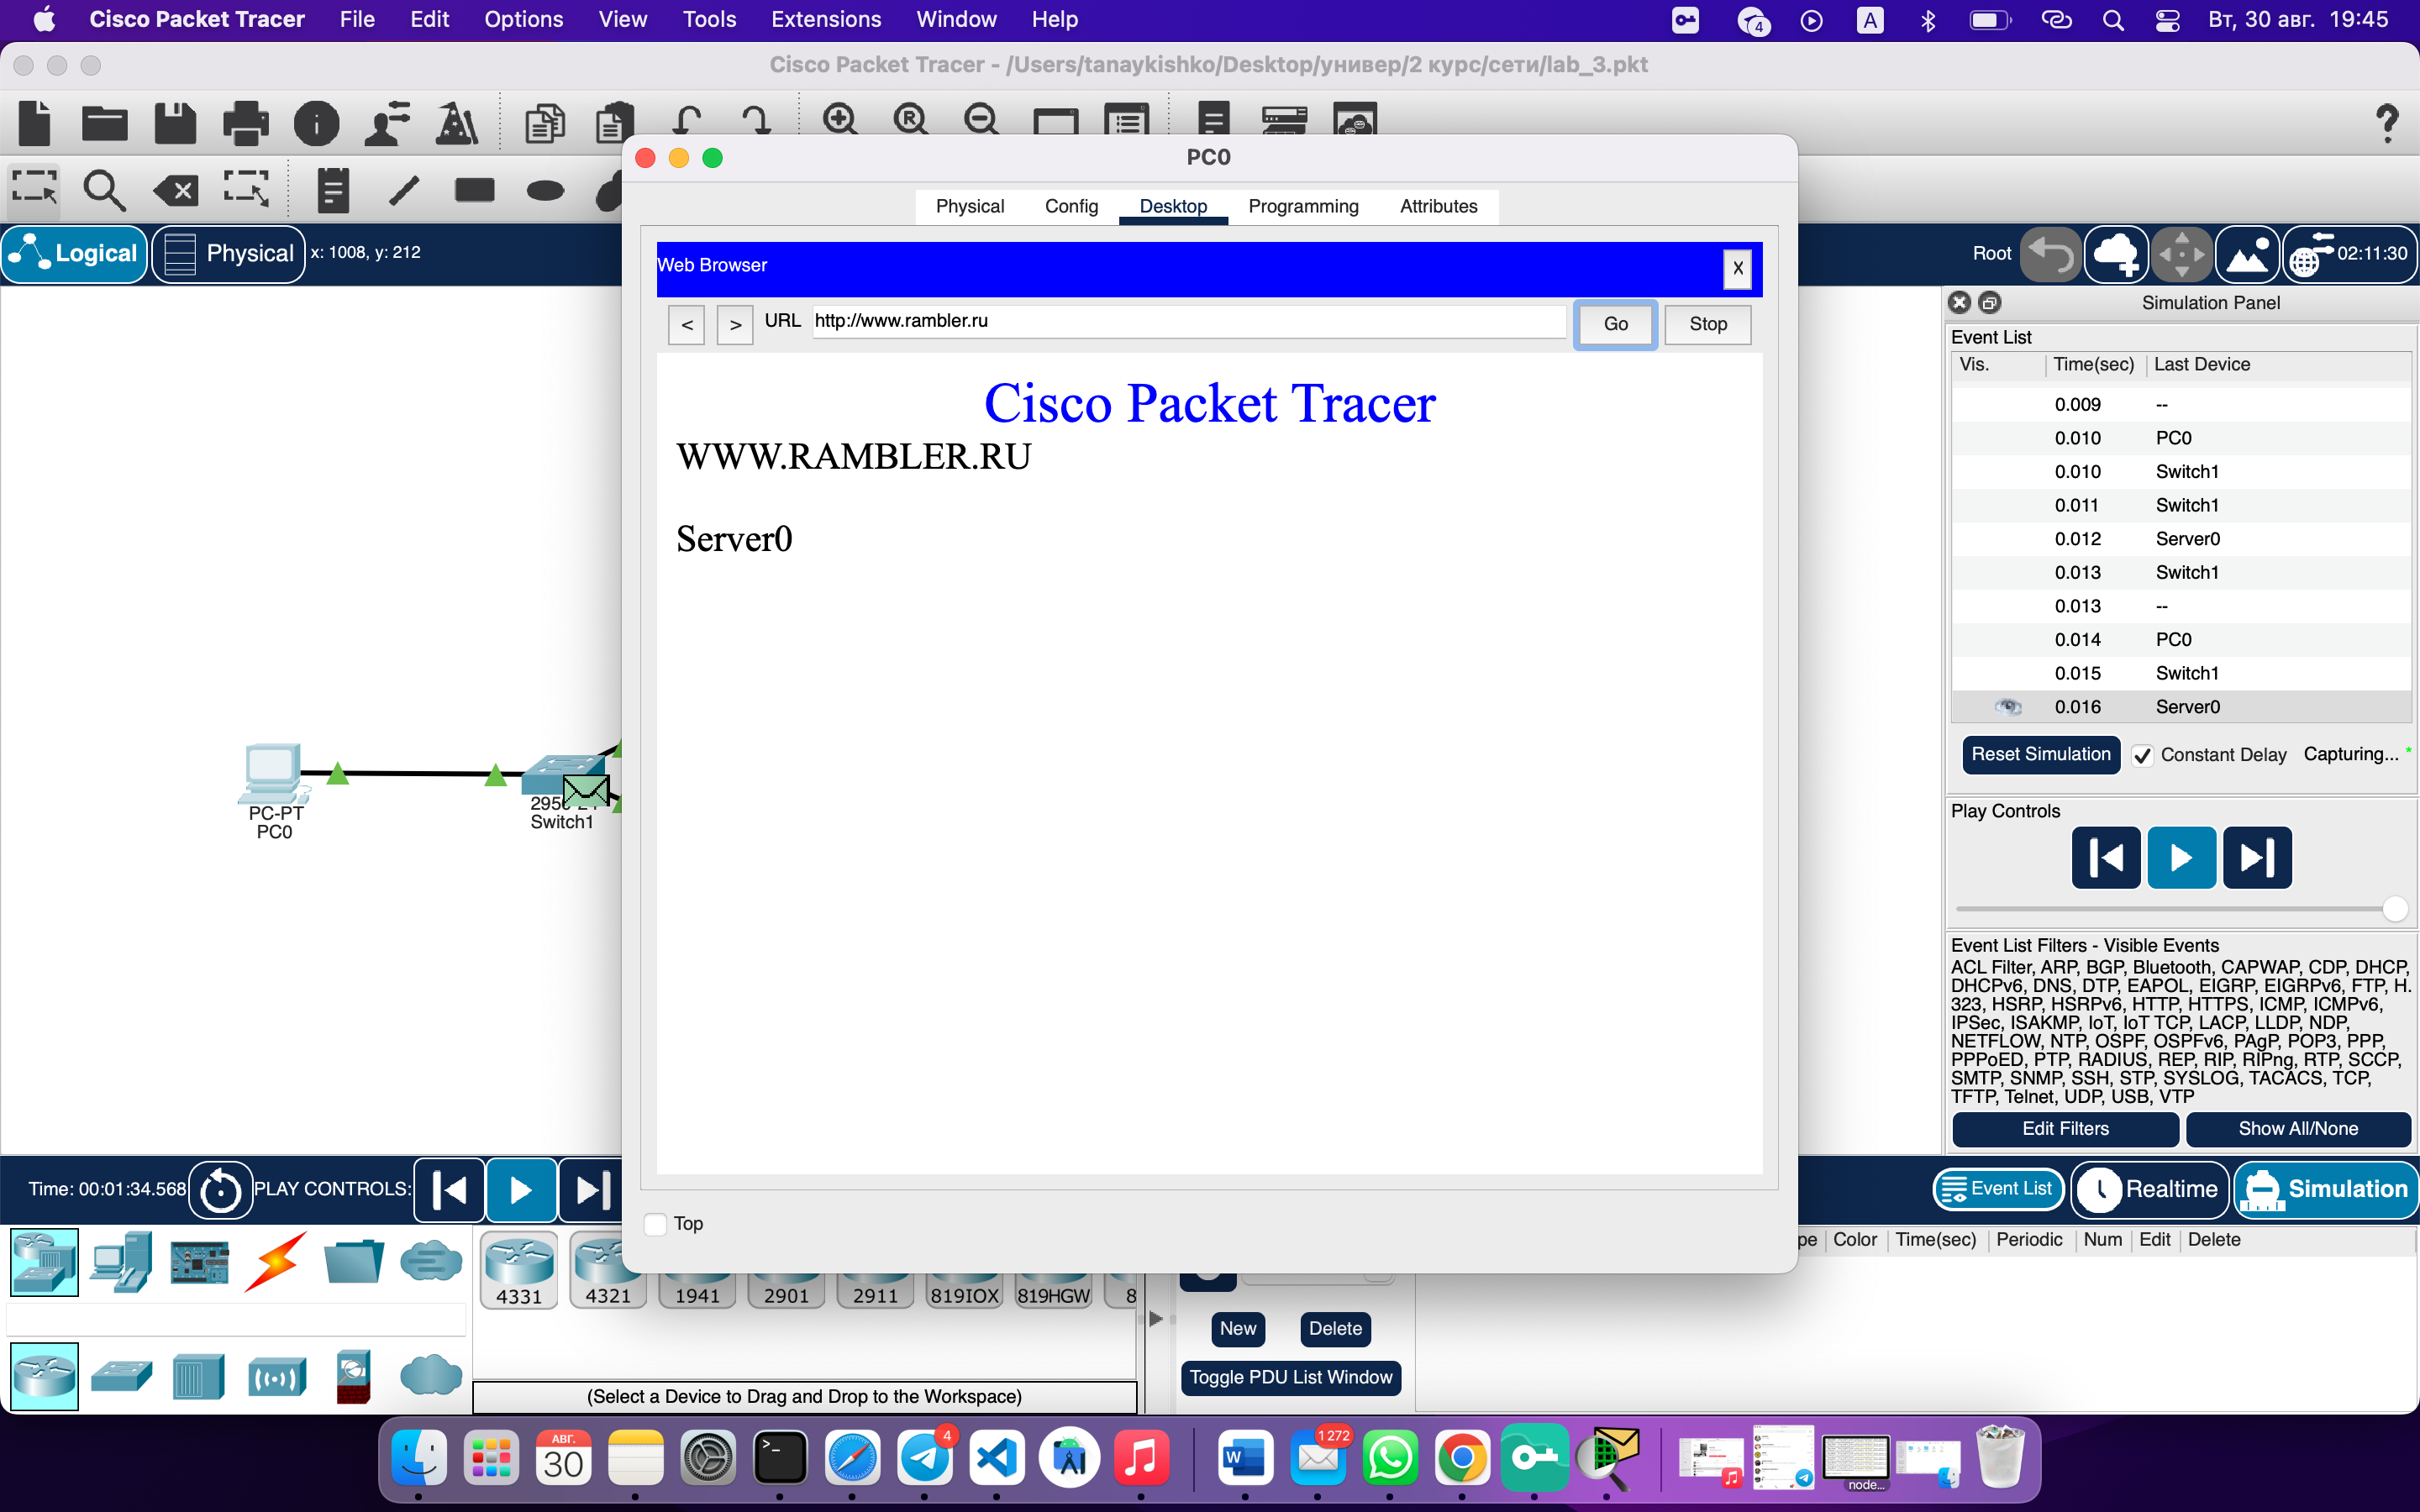 Cisco Packet Tracer File Edit Options View Tools Extensions Window Help 4 A Вт, 30 авг. 19:45
Cisco Packet Tracer - /Users/tanaykishko/Desktop/универ/2 курс/сети/lab_3.pkt
PC0
Physical Config Desktop Programming Attributes
Logical Physical x: 1008, y: 212
Root 02:11:30
Web Browser X
< > URL http://www.rambler.ru Go Stop
Cisco Packet Tracer
WWW.RAMBLER.RU
Server0
PC-PT
PC0
Switch1
Simulation Panel
Event List
Vis. Time(sec) Last Device
0.009 --
0.010 PC0
0.010 Switch1
0.011 Switch1
0.012 Server0
0.013 Switch1
0.013 --
0.014 PC0
0.015 Switch1
0.016 Server0
Reset Simulation Constant Delay Capturing... *
Play Controls
Event List Filters - Visible Events
ACL Filter, ARP, BGP, Bluetooth, CAPWAP, CDP, DHCP,
DHCPv6, DNS, DTP, EAPOL, EIGRP, EIGRPv6, FTP, H.
323, HSRP, HSRPv6, HTTP, HTTPS, ICMP, ICMPv6,
IPSec, ISAKMP, IoT, IoT TCP, LACP, LLDP, NDP,
NETFLOW, NTP, OSPF, OSPFv6, PAgP, POP3, PPP,
PPPoED, PTP, RADIUS, REP, RIP, RIPng, RTP, SCCP,
SMTP, SNMP, SSH, STP, SYSLOG, TACACS, TCP,
TFTP, Telnet, UDP, USB, VTP
Edit Filters Show All/None
Time: 00:01:34.568 PLAY CONTROLS:
Top
Event List Realtime Simulation
pe Color Time(sec) Periodic Num Edit Delete
4331 4321 1941 2901 2911 819IOX 819HGW 8
New Delete
Toggle PDU List Window
(Select a Device to Drag and Drop to the Workspace)
АВГ.
30
4
W
1 272
node...